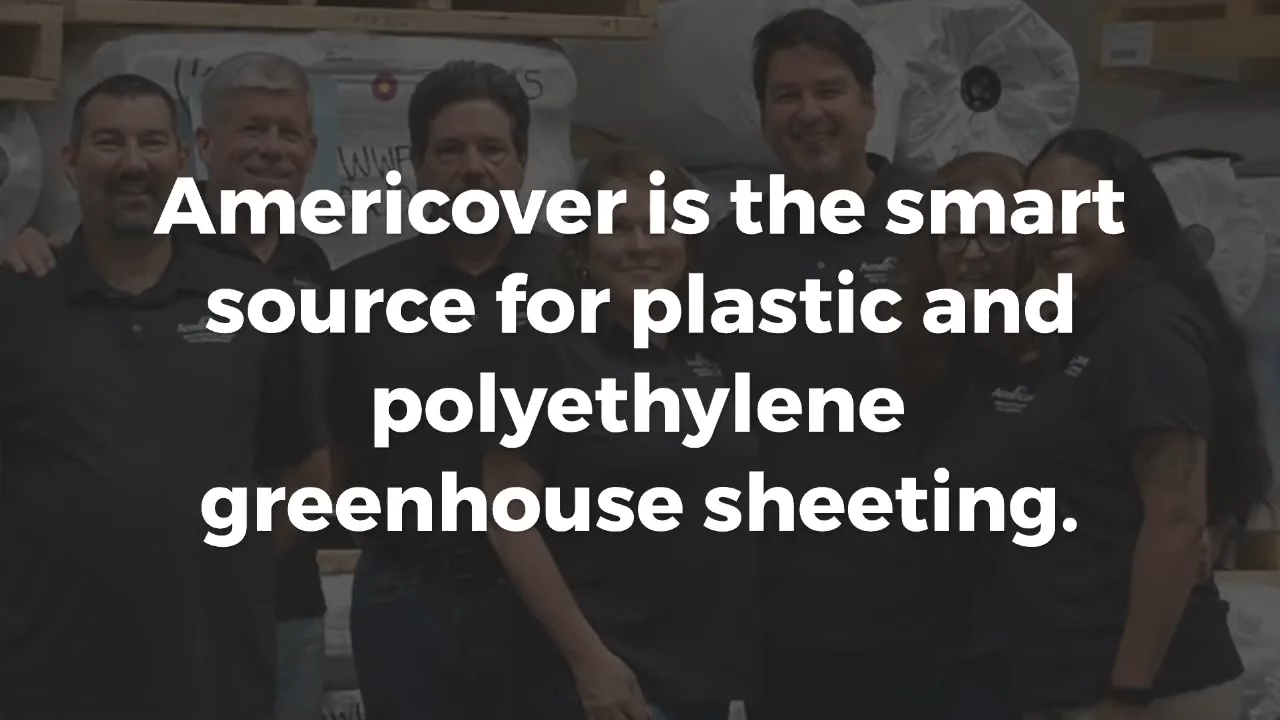 Americover is the smart
source for plastic and
polyethylene
greenhouse sheeting.